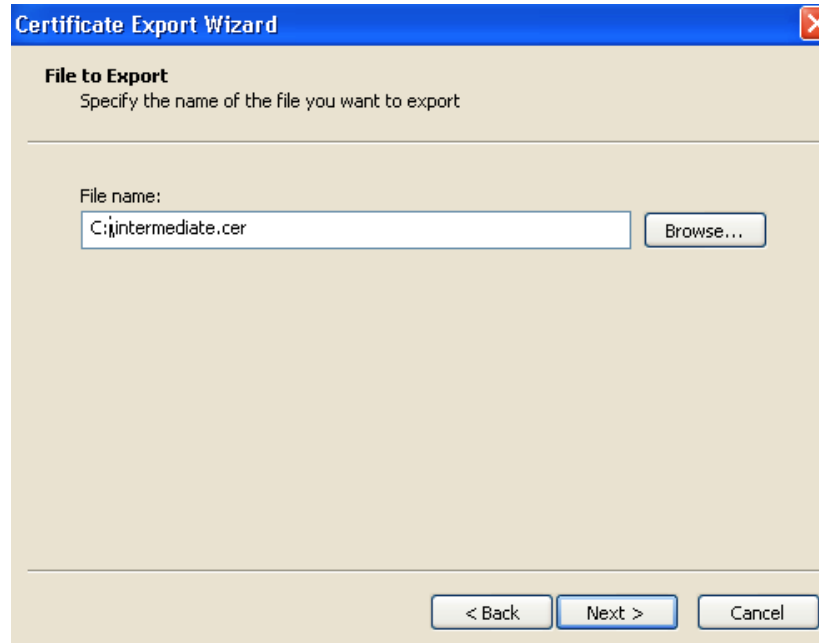 Certificate Export Wizard
File to Export
Specify the name of the file you want to export
File name:
C:\intermediate.cer
Browse...
< Back
Next >
Cancel